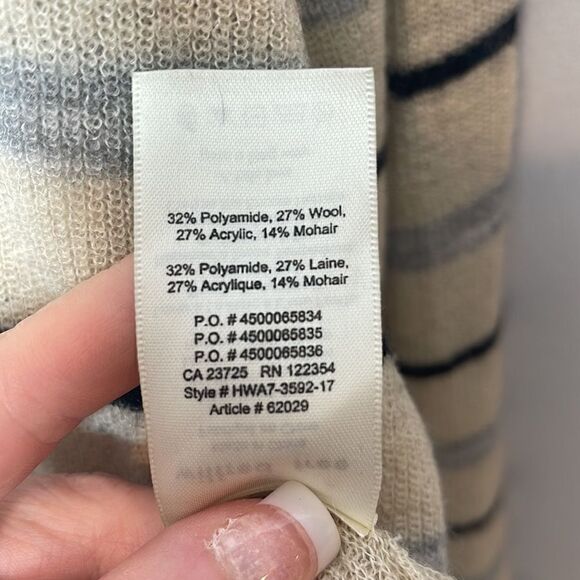 32% Polyamide, 27% Wool,
27% Acrylic, 14% Mohair
32% Polyamide, 27% Laine,
27% Acrylique, 14% Mohair
P.O. # 4500065834
P.O. # 4500065835
P.O. # 4500065836
CA 23725 RN 122354
Style # HWA7-3592-17
Article # 62029